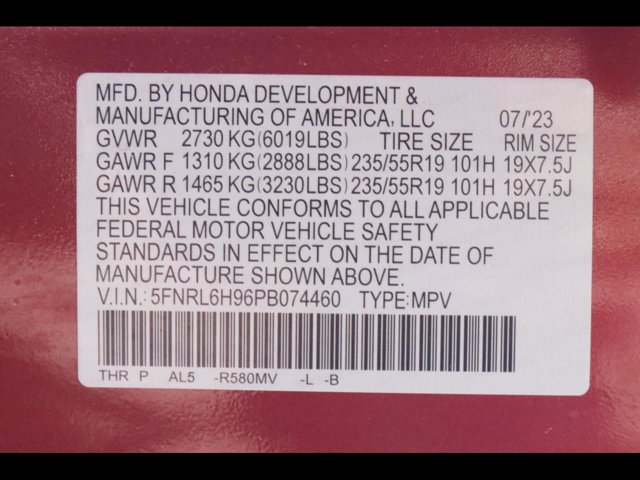 MFD. BY HONDA DEVELOPMENT &
MANUFACTURING OF AMERICA, LLC 07/'23
GVWR 2730 KG(6019LBS) TIRE SIZE RIM SIZE
GAWR F 1310 KG(2888LBS) 235/55R19 101H 19X7.5J
GAWR R 1465 KG(3230LBS) 235/55R19 101H 19X7.5J
THIS VEHICLE CONFORMS TO ALL APPLICABLE
FEDERAL MOTOR VEHICLE SAFETY
STANDARDS IN EFFECT ON THE DATE OF
MANUFACTURE SHOWN ABOVE.
V.I.N.: 5FNRL6H96PB074460 TYPE:MPV
THR P AL5 -R580MV -L -B